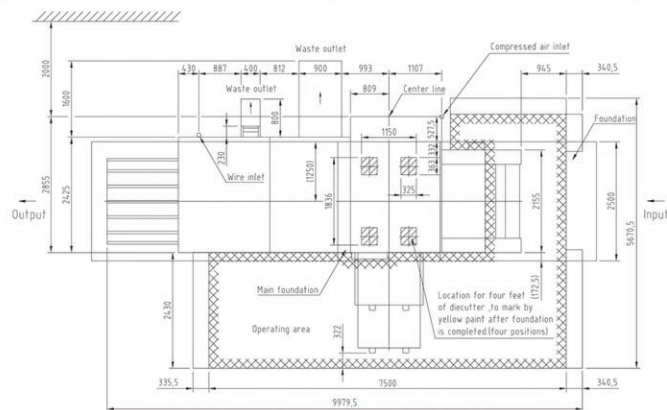 Waste outlet
Compressed air inlet
430
887
400
812
900
993
1107
945
340,5
2000
1600
Waste outlet
809
Center line
Foundation
800
1150
527,5
230
332
Wire inlet
363
2855
2425
(1250)
1836
325
2155
2500
5670,5
Output
Input
Main foundation
(172,5)
Location for four feet
of diecutter ,to mark by
yellow paint after foundation
is completed.(four positions)
2430
Operating area
322
335,5
7500
340,5
9979,5